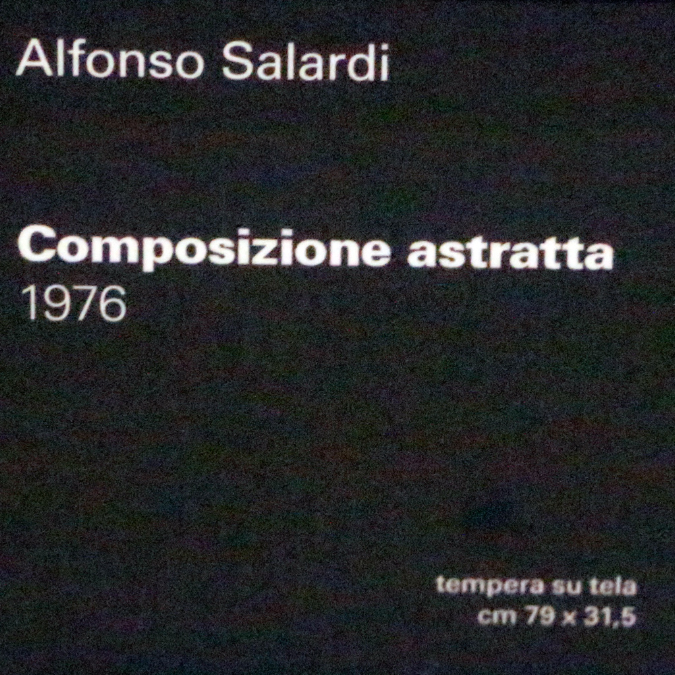 Alfonso Salardi
Composizione astratta
1976
tempera su tela
cm 79 x 31,5